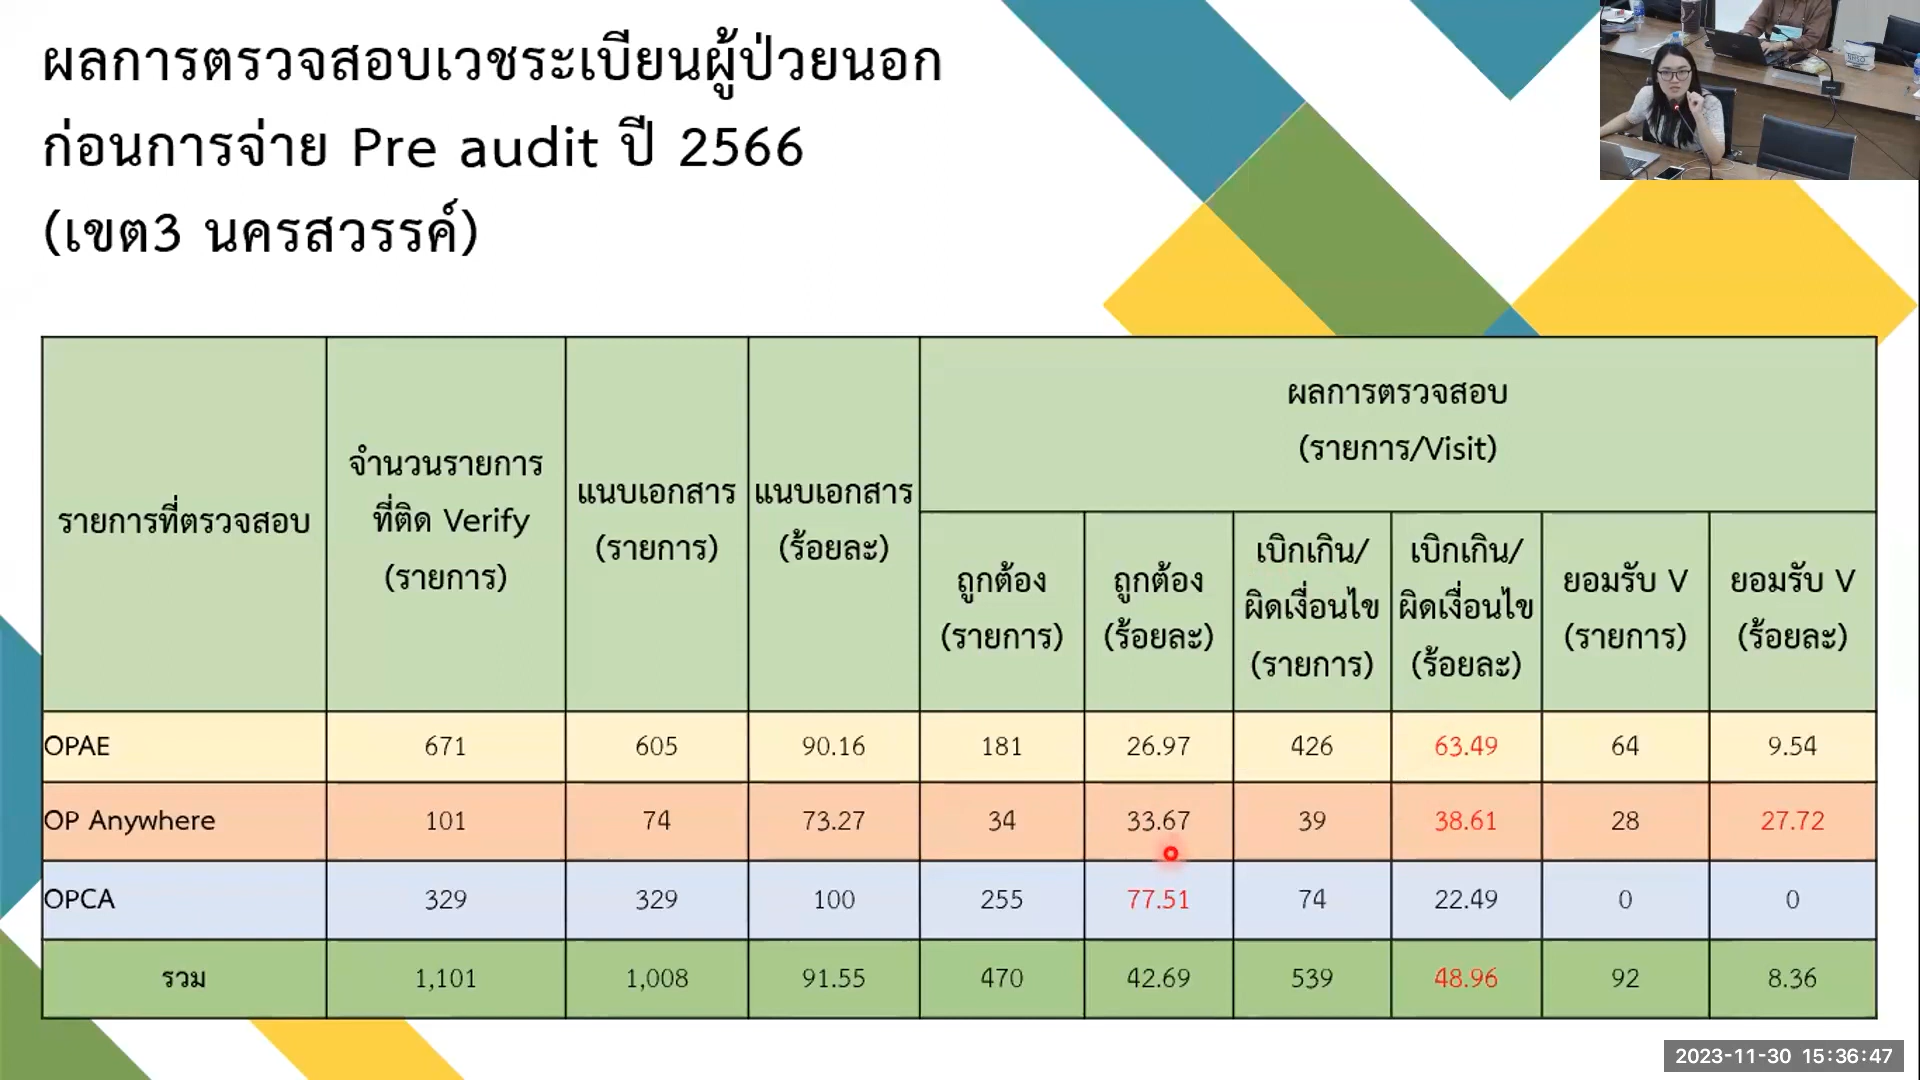 ผลการตรวจสอบเวชระเบียนผู้ป่วยนอก
ก่อนการจ่าย Pre audit ปี 2566
(เขต3 นครสวรรค์)
รายการที่ตรวจสอบ
จำนวนรายการ
ที่ติด Verify
(รายการ)
แนบเอกสาร
(รายการ)
แนบเอกสาร
(ร้อยละ)
ผลการตรวจสอบ
(รายการ/Visit)
ถูกต้อง
(รายการ)
ถูกต้อง
(ร้อยละ)
เบิกเกิน/
ผิดเงื่อนไข
(รายการ)
เบิกเกิน/
ผิดเงื่อนไข
(ร้อยละ)
ยอมรับ V
(รายการ)
ยอมรับ V
(ร้อยละ)
OPAE 671 605 90.16 181 26.97 426 63.49 64 9.54
OP Anywhere 101 74 73.27 34 33.67 39 38.61 28 27.72
OPCA 329 329 100 255 77.51 74 22.49 0 0
รวม 1,101 1,008 91.55 470 42.69 539 48.96 92 8.36
2023-11-30 15:36:47